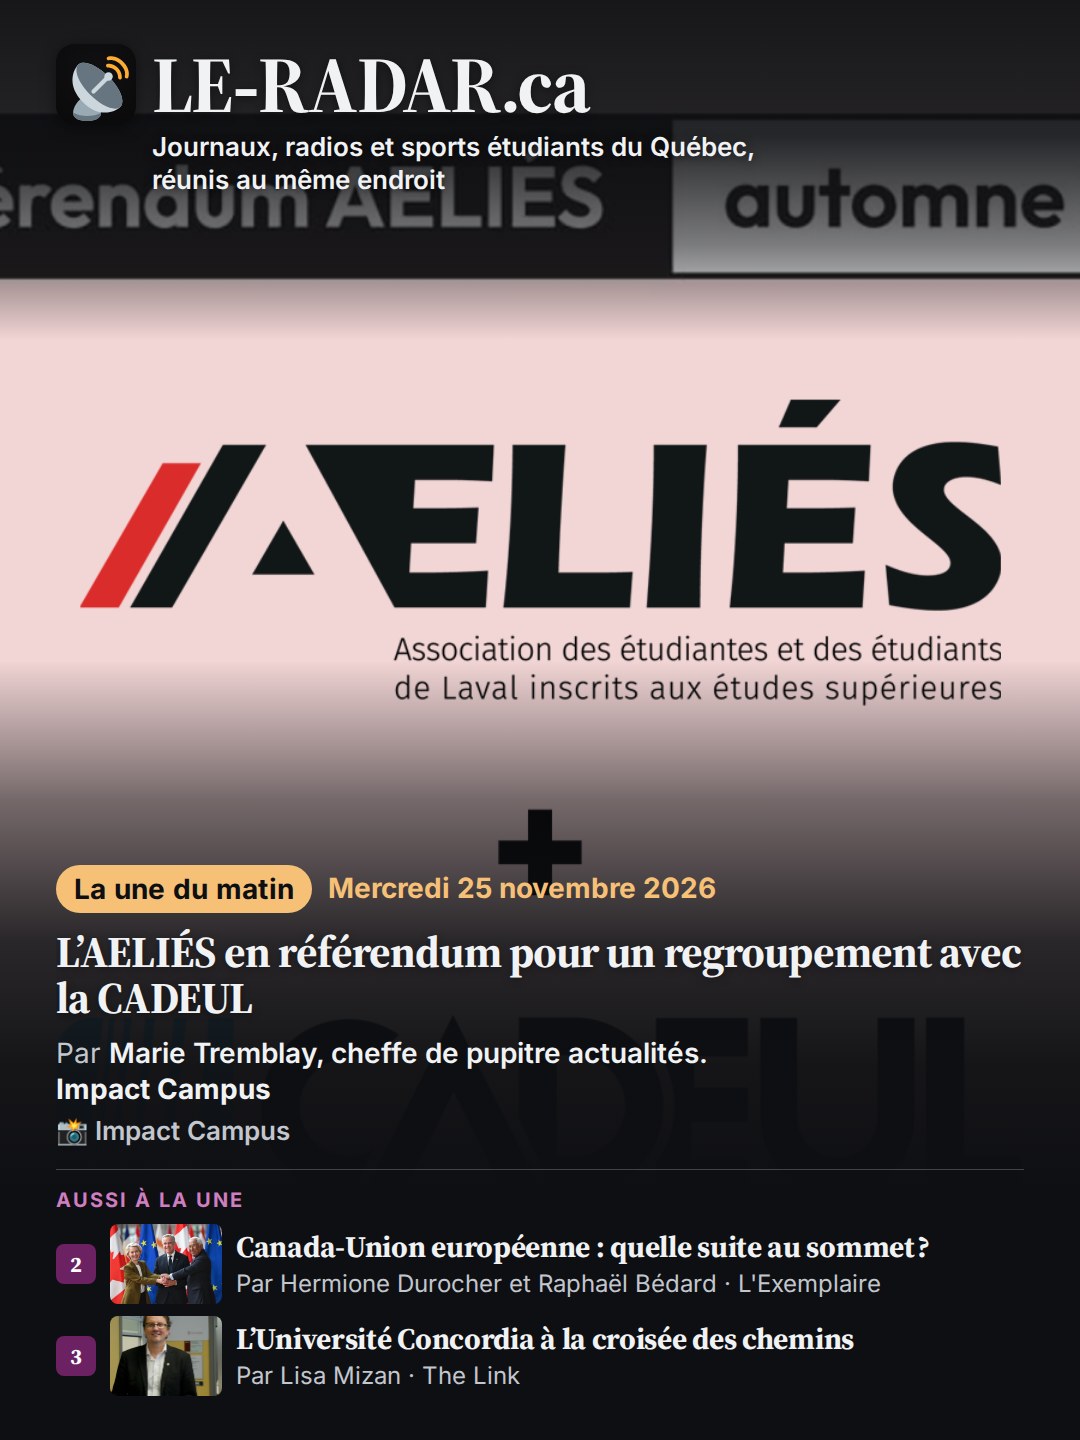 LE-RADAR.ca
Journaux, radios et sports étudiants du Québec,
réunis au même endroit
érendum AELIÉS
automne
AELIÉS
Association des étudiantes et des étudiants
de Laval inscrits aux études supérieures
+
La une du matin
Mercredi 25 novembre 2026
L'AELIÉS en référendum pour un regroupement avec
la CADEUL
CADEUL
Par Marie Tremblay, cheffe de pupitre actualités.
Impact Campus
📸 Impact Campus
AUSSI À LA UNE
2
Canada-Union européenne : quelle suite au sommet ?
Par Hermione Durocher et Raphaël Bédard · L'Exemplaire
3
L'Université Concordia à la croisée des chemins
Par Lisa Mizan · The Link